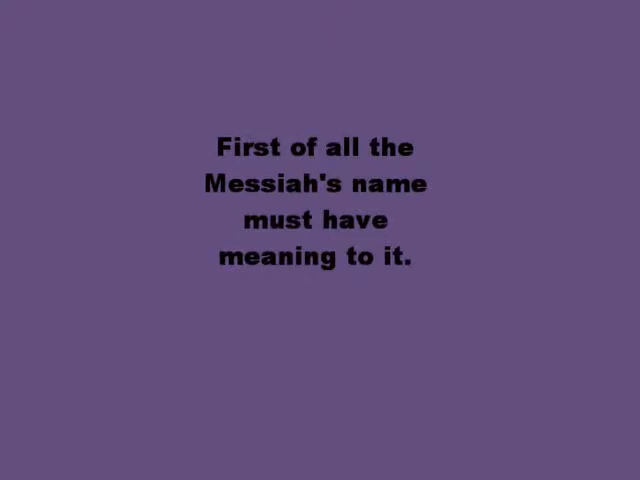 First of all the
Messiah's name
must have
meaning to it.